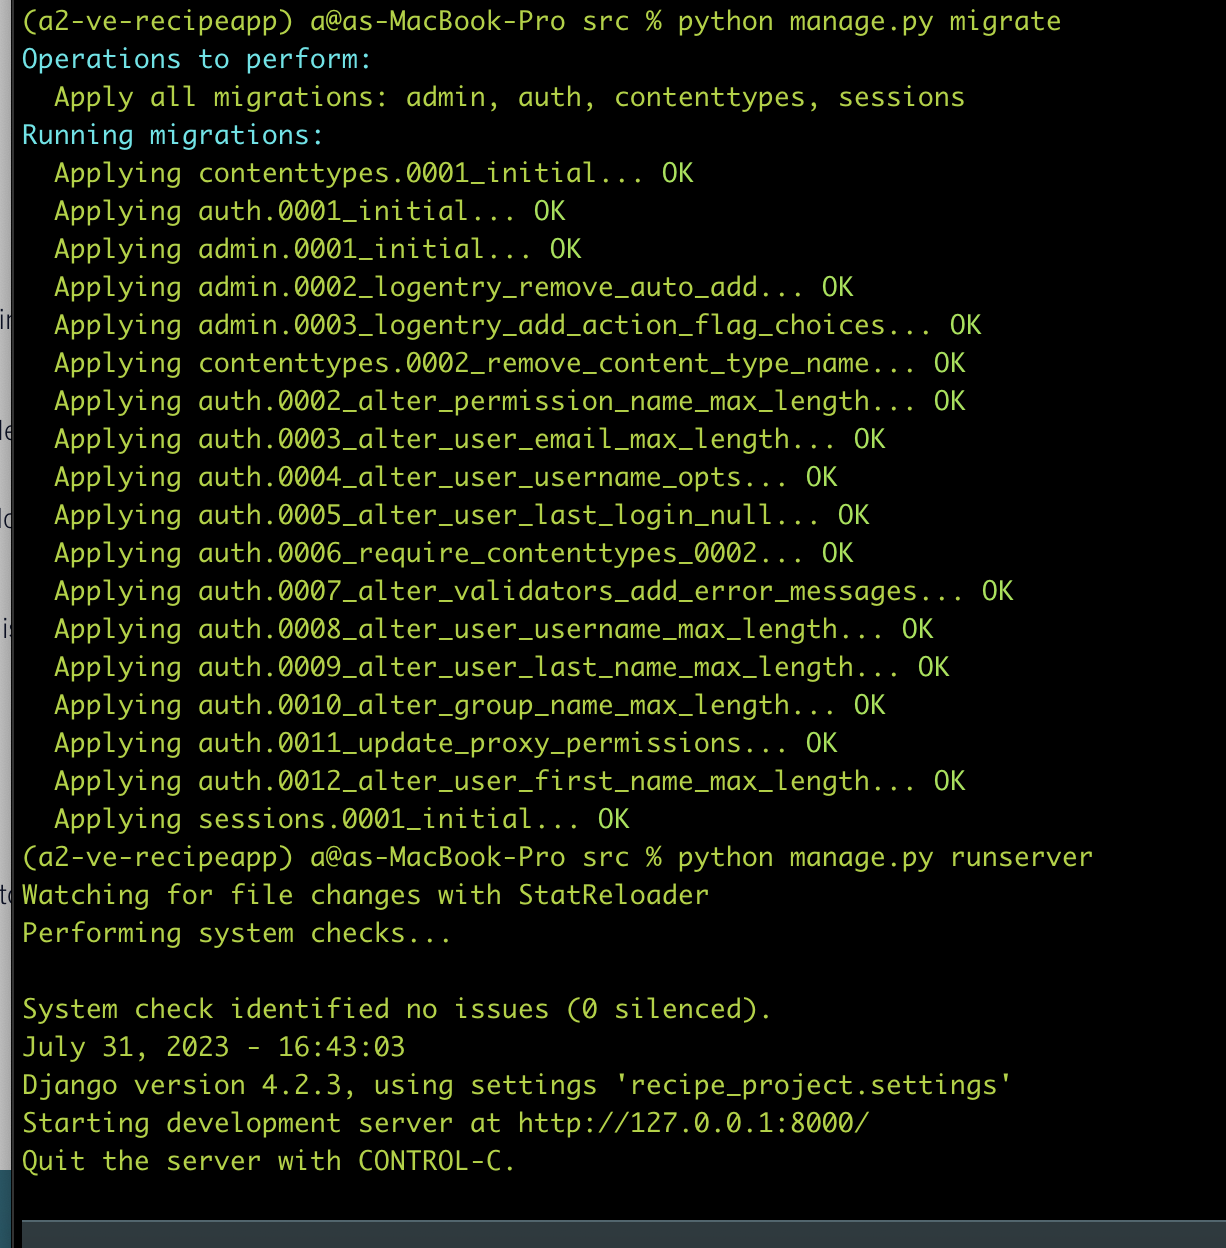 (a2-ve-recipeapp) a@as-MacBook-Pro src % python manage.py migrate
Operations to perform:
  Apply all migrations: admin, auth, contenttypes, sessions
Running migrations:
  Applying contenttypes.0001_initial... OK
  Applying auth.0001_initial... OK
  Applying admin.0001_initial... OK
  Applying admin.0002_logentry_remove_auto_add... OK
  Applying admin.0003_logentry_add_action_flag_choices... OK
  Applying contenttypes.0002_remove_content_type_name... OK
  Applying auth.0002_alter_permission_name_max_length... OK
  Applying auth.0003_alter_user_email_max_length... OK
  Applying auth.0004_alter_user_username_opts... OK
  Applying auth.0005_alter_user_last_login_null... OK
  Applying auth.0006_require_contenttypes_0002... OK
  Applying auth.0007_alter_validators_add_error_messages... OK
  Applying auth.0008_alter_user_username_max_length... OK
  Applying auth.0009_alter_user_last_name_max_length... OK
  Applying auth.0010_alter_group_name_max_length... OK
  Applying auth.0011_update_proxy_permissions... OK
  Applying auth.0012_alter_user_first_name_max_length... OK
  Applying sessions.0001_initial... OK
(a2-ve-recipeapp) a@as-MacBook-Pro src % python manage.py runserver
Watching for file changes with StatReloader
Performing system checks...

System check identified no issues (0 silenced).
July 31, 2023 - 16:43:03
Django version 4.2.3, using settings 'recipe_project.settings'
Starting development server at http://127.0.0.1:8000/
Quit the server with CONTROL-C.